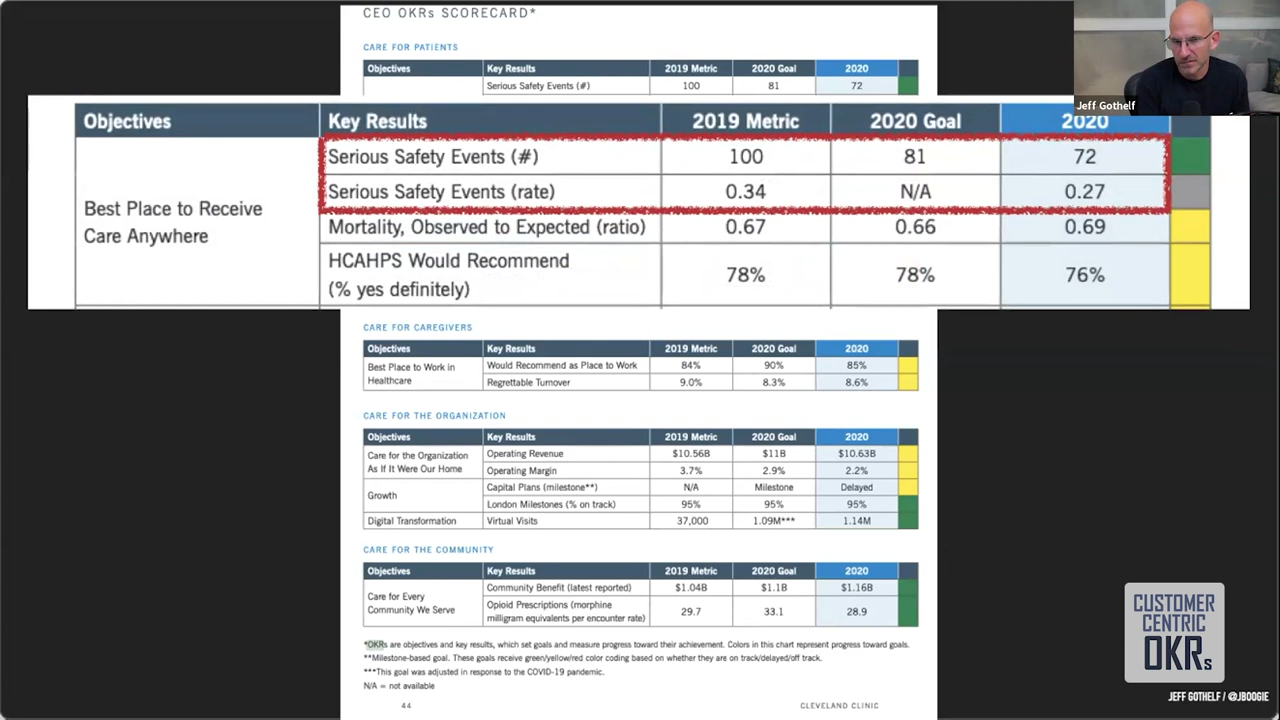 CEO OKRs SCORECARD*
CARE FOR PATIENTS
Objectives Key Results 2019 Metric 2020 Goal 2020
Serious Safety Events (#) 100 81 72
Jeff Gothelf
Objectives Key Results 2019 Metric 2020 Goal 2020
Serious Safety Events (#) 100 81 72
Serious Safety Events (rate) 0.34 N/A 0.27
Best Place to Receive
Care Anywhere
Mortality, Observed to Expected (ratio) 0.67 0.66 0.69
HCAHPS Would Recommend
(% yes definitely) 78% 78% 76%
CARE FOR CAREGIVERS
Objectives Key Results 2019 Metric 2020 Goal 2020
Best Place to Work in
Healthcare
Would Recommend as Place to Work 84% 90% 85%
Regrettable Turnover 9.0% 8.3% 8.6%
CARE FOR THE ORGANIZATION
Objectives Key Results 2019 Metric 2020 Goal 2020
Care for the Organization
As If It Were Our Home
Operating Revenue $10.56B $11B $10.63B
Operating Margin 3.7% 2.9% 2.2%
Growth
Capital Plans (milestone**) N/A Milestone Delayed
London Milestones (% on track) 95% 95% 95%
Digital Transformation Virtual Visits 37,000 1.09M*** 1.14M
CARE FOR THE COMMUNITY
Objectives Key Results 2019 Metric 2020 Goal 2020
Care for Every
Community We Serve
Community Benefit (latest reported) $1.04B $1.1B $1.16B
Opioid Prescriptions (morphine
milligram equivalents per encounter rate) 29.7 33.1 28.9
*OKRs are objectives and key results, which set goals and measure progress toward their achievement. Colors in this chart represent progress toward goals.
**Milestone-based goal. These goals receive green/yellow/red color coding based on whether they are on track/delayed/off track.
***This goal was adjusted in response to the COVID-19 pandemic.
N/A = not available
44 CLEVELAND CLINIC
CUSTOMER
CENTRIC
OKRs
JEFF GOTHELF / @JBOOGIE